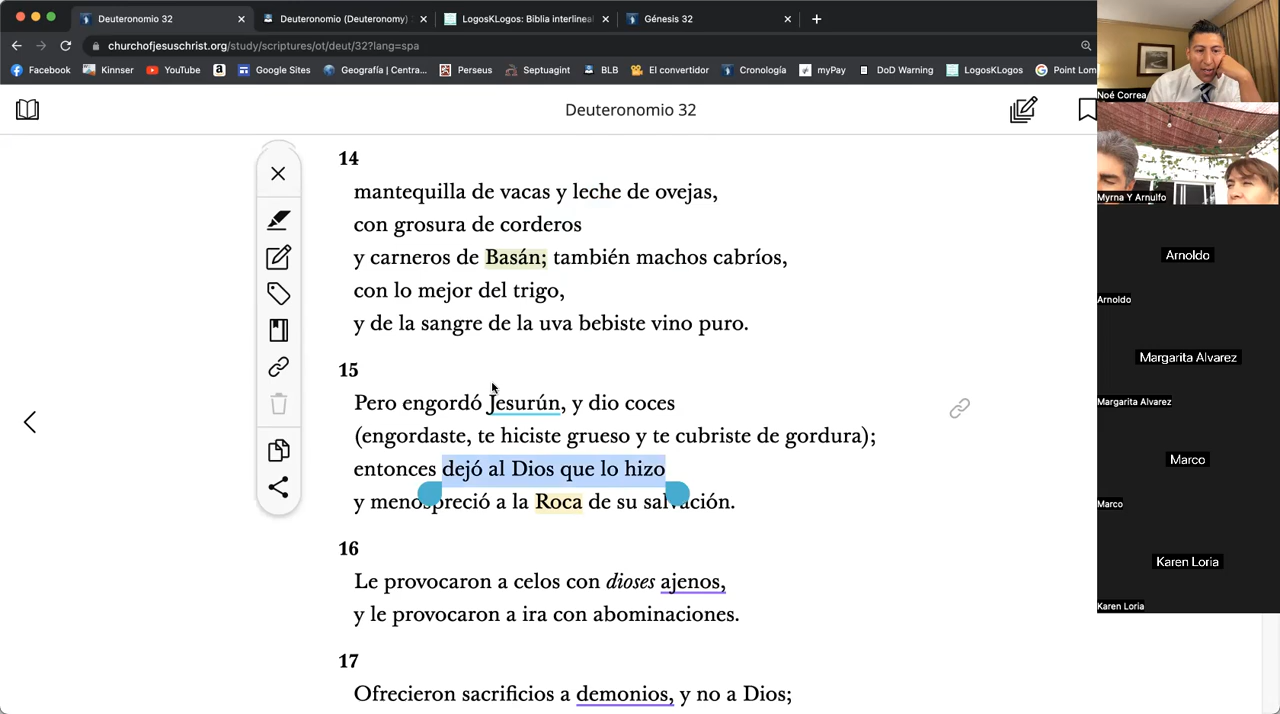 Deuteronomio 32
Deuteronomio (Deuteronomy)
LogosKLogos: Biblia interlineal
Génesis 32
churchofjesuschrist.org/study/scriptures/ot/deut/32?lang=spa
Facebook
Kinnser
YouTube
Google Sites
Geografía (Centra...
Perseus
Septuagint
BLB
El convertidor
Cronología
myPay
DoD Warning
LogosKLogos
Point Lom
Deuteronomio 32
14
mantequilla de vacas y leche de ovejas,
con grosura de corderos
y carneros de Basán; también machos cabríos,
con lo mejor del trigo,
y de la sangre de la uva bebiste vino puro.
15
Pero engordó Jesurún, y dio coces
(engordaste, te hiciste grueso y te cubriste de gordura);
entonces dejó al Dios que lo hizo
y menospreció a la Roca de su salvación.
16
Le provocaron a celos con dioses ajenos,
y le provocaron a ira con abominaciones.
17
Ofrecieron sacrificios a demonios, y no a Dios;
Noé Correa
Myrna Y Arnulfo
Arnoldo
Arnoldo
Margarita Alvarez
Margarita Alvarez
Marco
Marco
Karen Loria
Karen Loria